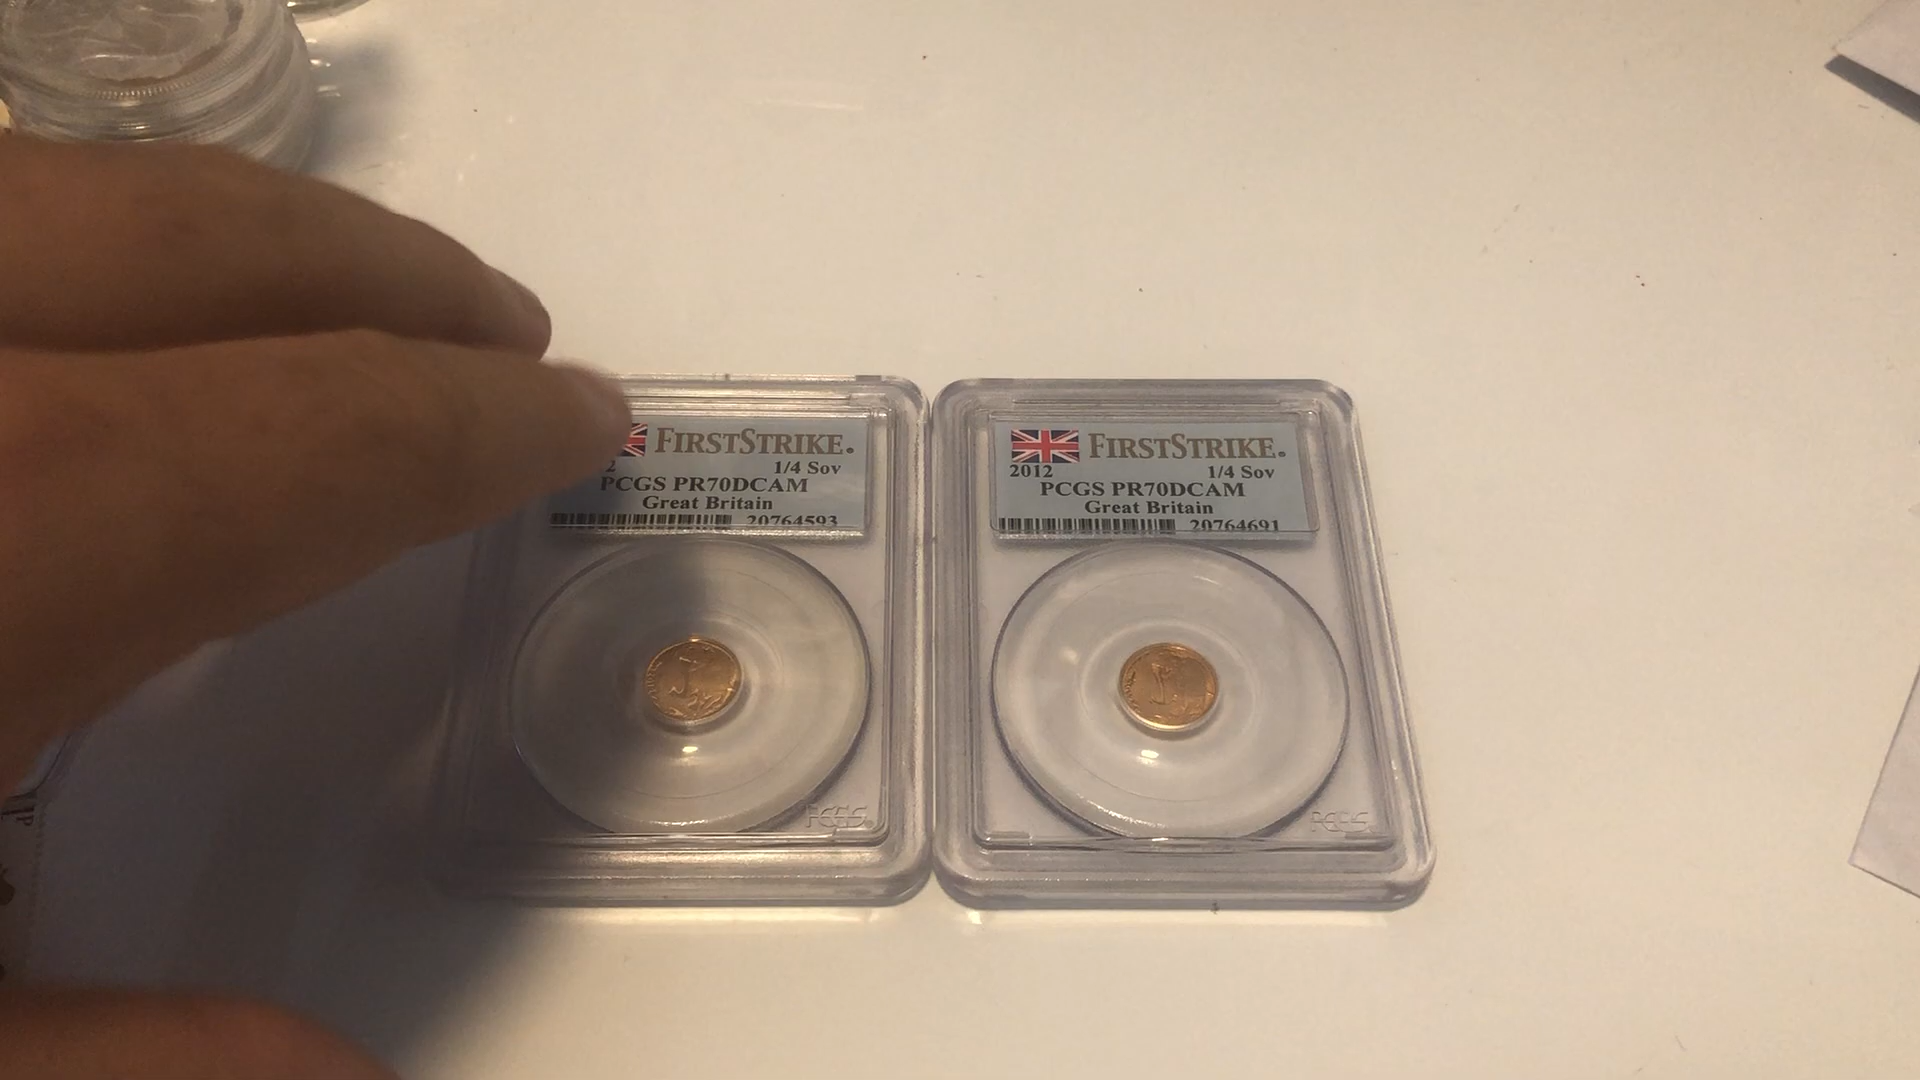 FIRSTSTRIKE.
2 1/4 Sov
PCGS PR70DCAM
Great Britain
20764593
PCGS
FIRSTSTRIKE.
2012 1/4 Sov
PCGS PR70DCAM
Great Britain
20764691
PCGS